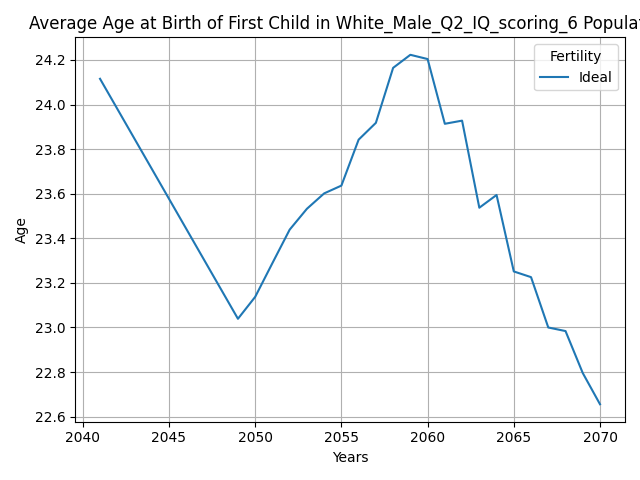 Average Age at Birth of First Child in White_Male_Q2_IQ_scoring_6 Populat
Fertility
Ideal
24.2
24.0
23.8
23.6
23.4
23.2
23.0
22.8
22.6
Age
2040 2045 2050 2055 2060 2065 2070
Years